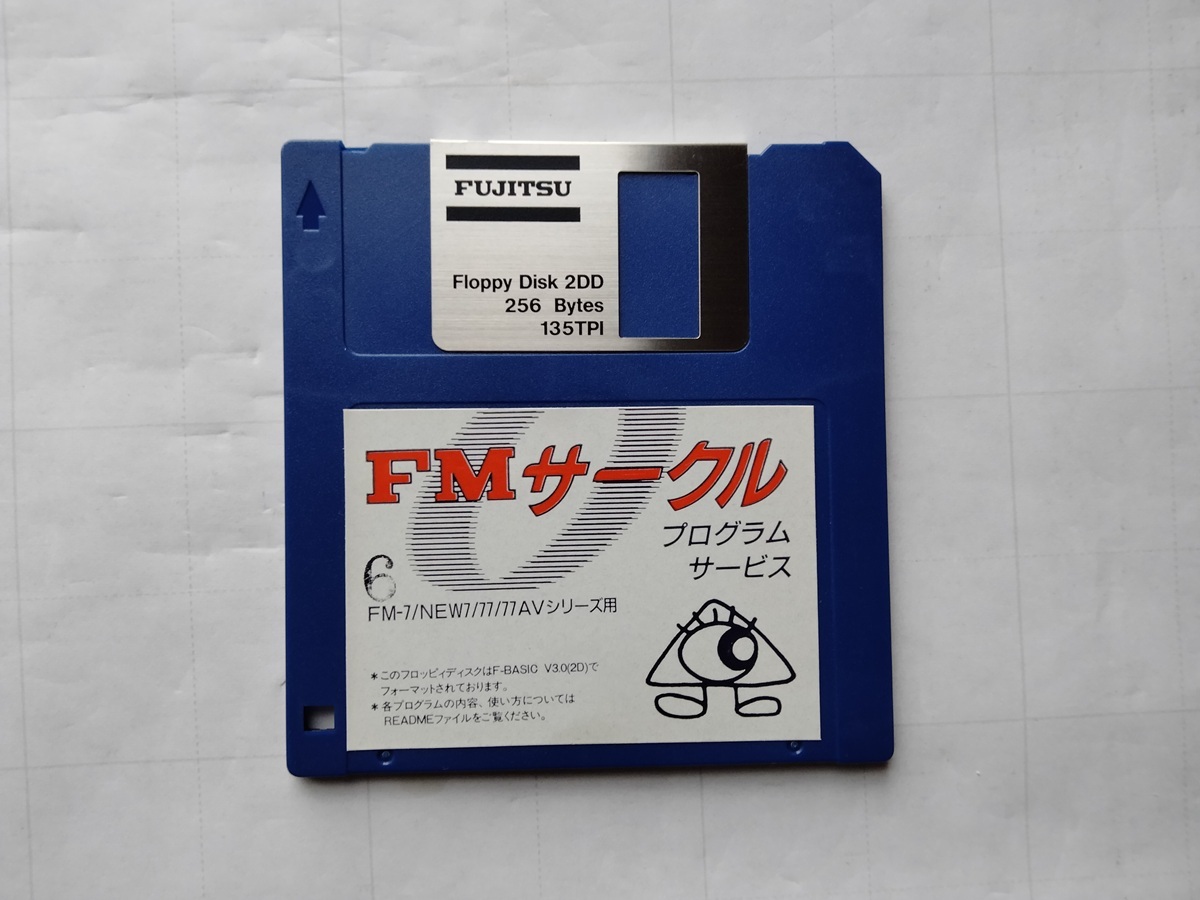 FUJITSU
Floppy Disk 2DD
256 Bytes
135TPI
FMサークル
プログラム
サービス
6
FM-7/NEW7/77/77AVシリーズ用
*このフロッピィディスクはF-BASIC V3.0(2D)で
フォーマットされております。
*各プログラムの内容、使い方については
READMEファイルをご覧ください。